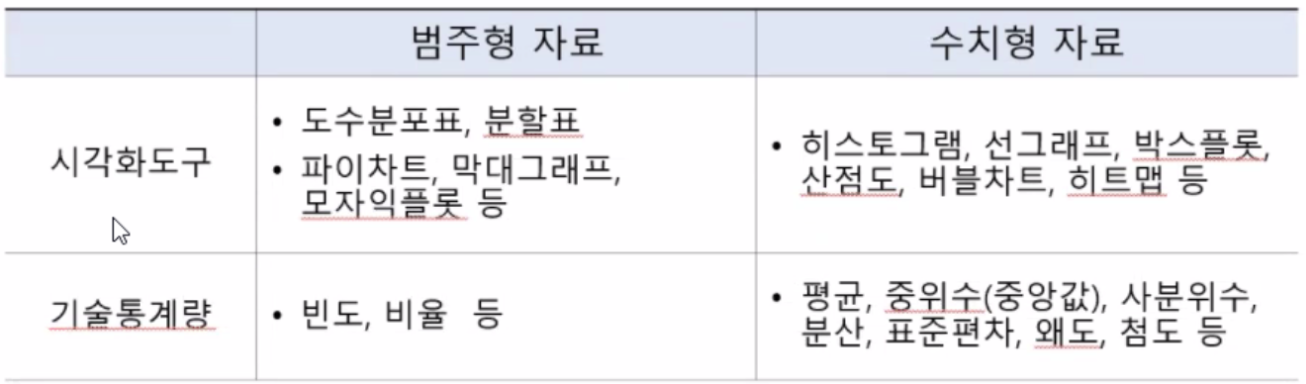 범주형 자료
수치형 자료
시각화도구
• 도수분포표, 분할표
• 파이차트, 막대그래프,
모자익플롯 등
• 히스토그램, 선그래프, 박스플롯,
산점도, 버블차트, 히트맵 등
기술통계량
• 빈도, 비율 등
• 평균, 중위수(중앙값), 사분위수,
분산, 표준편차, 왜도, 첨도 등